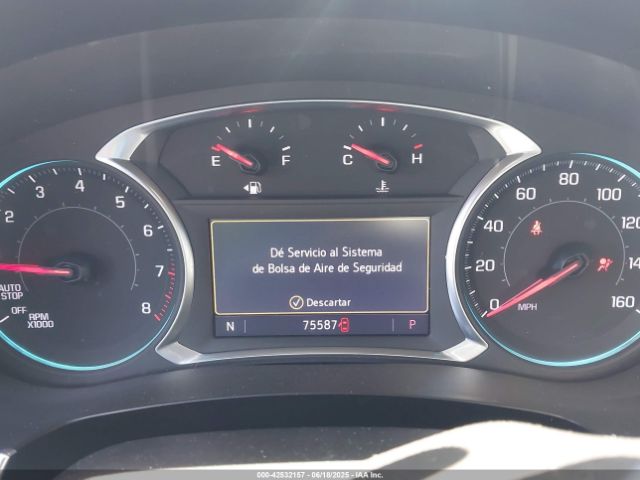 E F
C H
2 3 4 5 6 7 8
AUTO
STOP
OFF
RPM
X1000
Dé Servicio al Sistema
de Bolsa de Aire de Seguridad
Descartar
N 75587 P
0 20 40 60 80 100 120 160
MPH
000-42532157 - 06/18/2025 - IAA Inc.